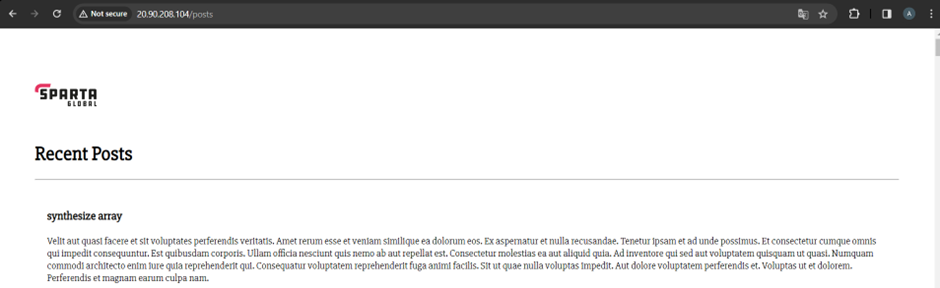 Not secure
20.90.208.104/posts
A
SPARTA
GLOBAL
Recent Posts
synthesize array
Velit aut quasi facere et sit voluptates perferendis veritatis. Amet rerum esse et veniam similique ea dolorum eos. Ex aspernatur et nulla recusandae. Tenetur ipsam et ad unde possimus. Et consectetur cumque omnis
qui impedit consequuntur. Est quibusdam corporis. Ullam officia nesciunt quis nemo ab aut repellat est. Consectetur molestias ea aut aliquid quia. Ad inventore qui sed aut voluptatem quisquam ut quasi. Numquam
commodi architecto enim iure quia reprehenderit qui. Consequatur voluptatem reprehenderit fuga animi facilis. Sit ut quae nulla voluptas impedit. Aut dolore voluptatem perferendis et. Voluptas ut et dolorem.
Perferendis et magnam earum culpa nam.